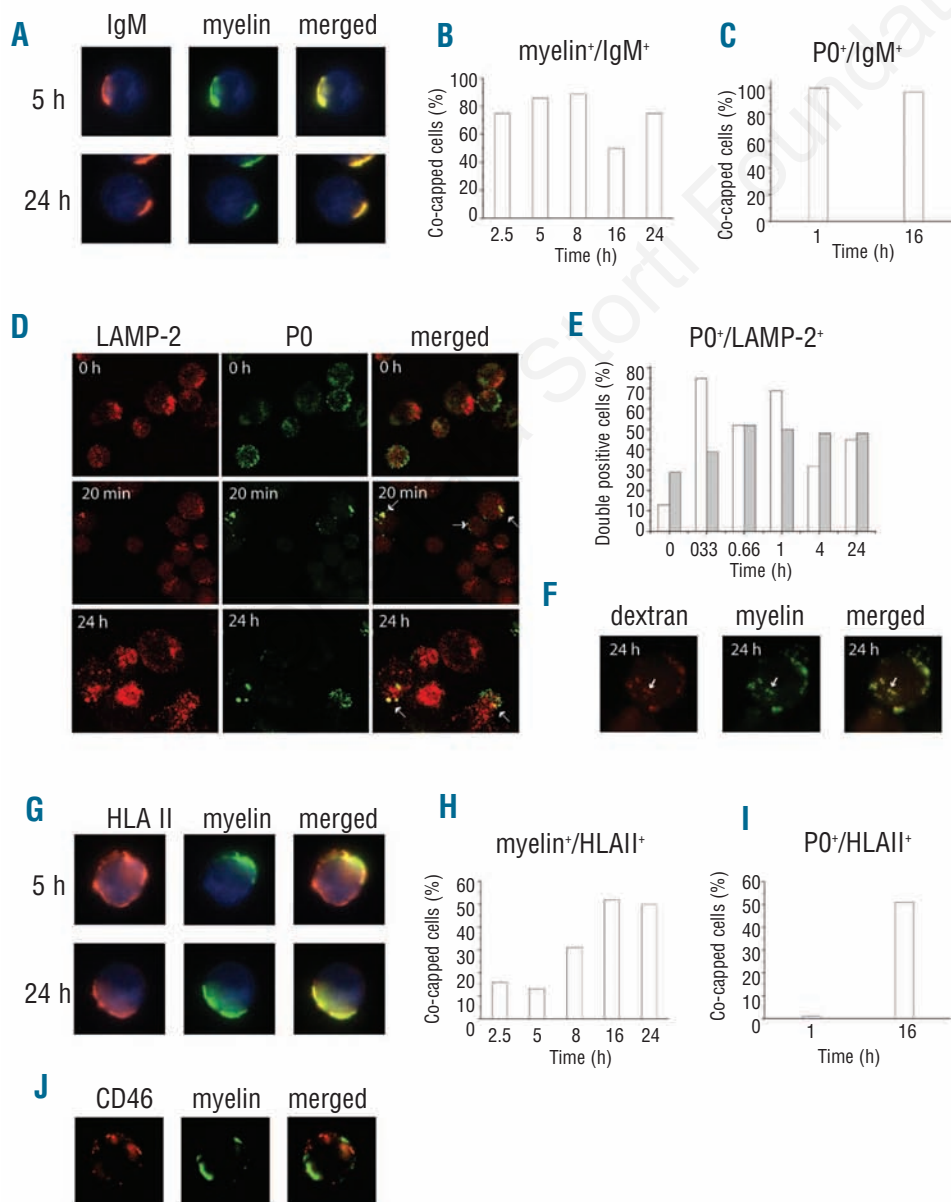 A
IgM myelin merged
5 h
24 h
B
myelin⁺/IgM⁺
Co-capped cells (%)
100
80
60
40
20
0
2.5 5 8 16 24
Time (h)
C
P0⁺/IgM⁺
Co-capped cells (%)
100
80
60
40
20
0
1 16
Time (h)
Storti Foundat
D
LAMP-2 P0 merged
0 h 0 h 0 h
20 min 20 min 20 min
24 h 24 h 24 h
E
P0⁺/LAMP-2⁺
Double positive cells (%)
80
70
60
50
40
30
20
10
0
0 033 0.66 1 4 24
Time (h)
F
dextran myelin merged
24 h 24 h 24 h
G
HLA II myelin merged
5 h
24 h
H
myelin⁺/HLAII⁺
Co-capped cells (%)
60
50
40
30
20
10
0
2.5 5 8 16 24
Time (h)
I
P0⁺/HLAII⁺
Co-capped cells (%)
60
50
40
30
20
10
0
1 16
Time (h)
J
CD46 myelin merged